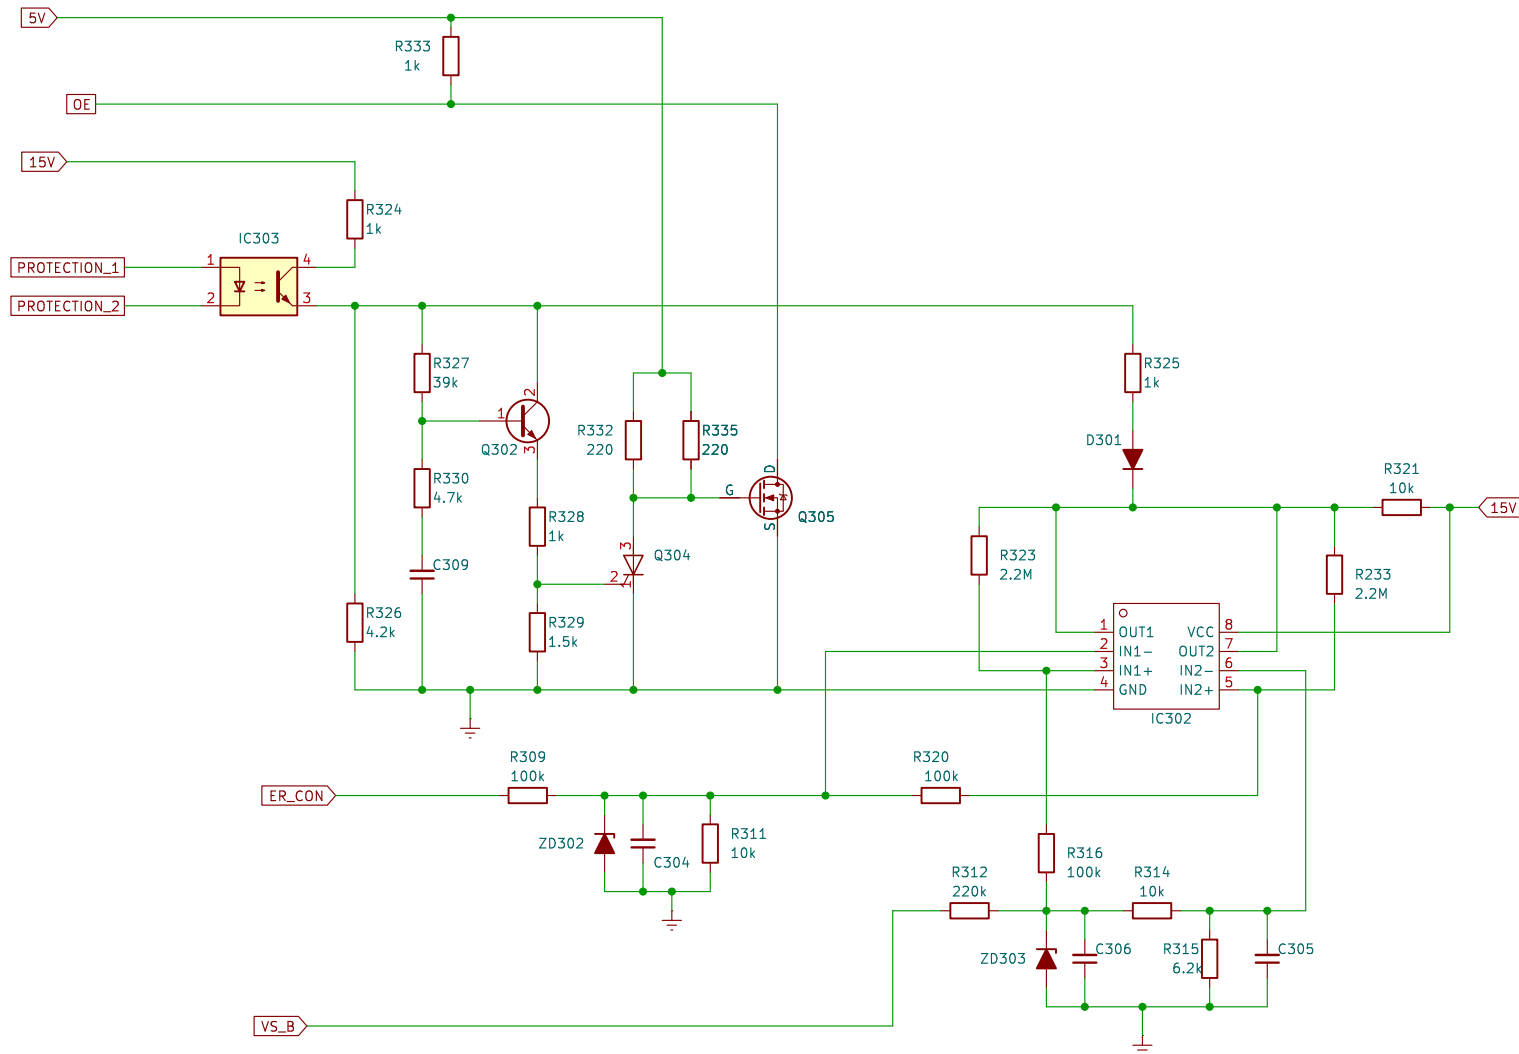 5V
R333
1k
OE
15V
R324
1k
IC303
PROTECTION_1
1
4
PROTECTION_2
2
3
R327
39k
2
1
Q302
3
R330
4.7k
R332
220
R335
220
D
G
S
Q305
R325
1k
D301
R321
10k
15V
R328
1k
3
Q304
2
1
C309
R323
2.2M
R233
2.2M
R326
4.2k
R329
1.5k
1 OUT1 VCC 8
2 IN1- OUT2 7
3 IN1+ IN2- 6
4 GND IN2+ 5
IC302
R309
100k
R320
100k
ER_CON
ZD302
C304
R311
10k
R316
100k
R312
220k
R314
10k
ZD303
C306
R315
6.2k
C305
VS_B